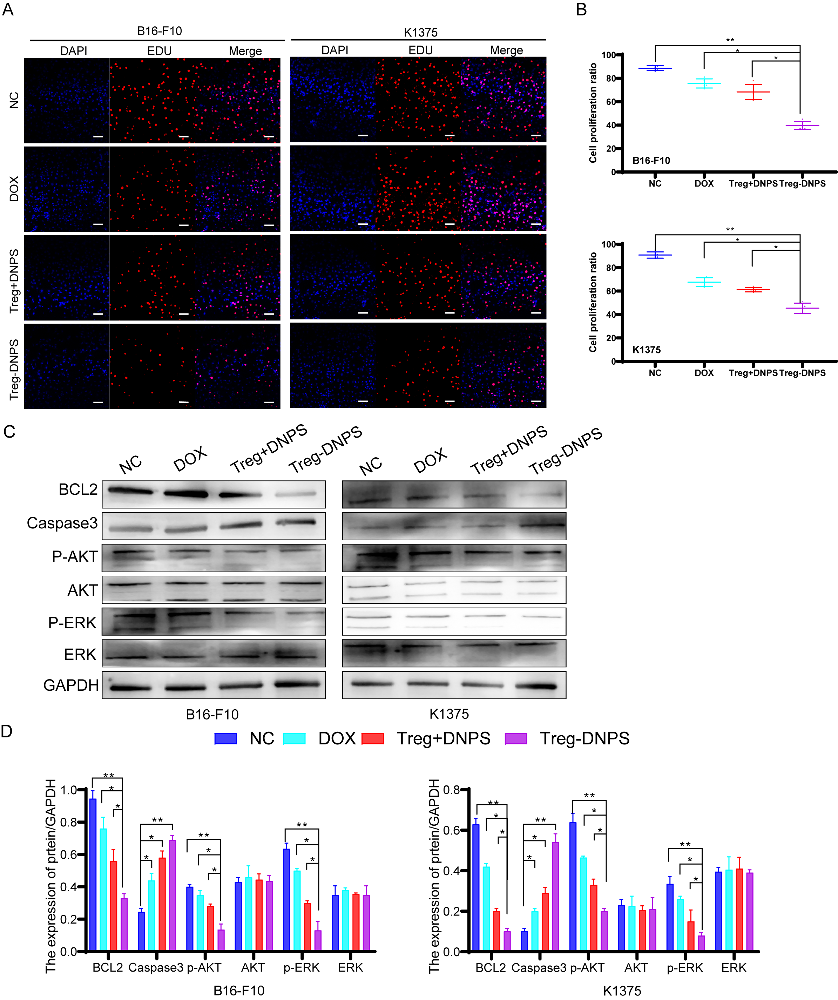 A
B16-F10
K1375
DAPI EDU Merge
DAPI EDU Merge
NC
DOX
Treg+DNPS
Treg-DNPS
B
**
*
*
100
80
60
40
20
0
Cell proliferation ratio
B16-F10
NC DOX Treg+DNPS Treg-DNPS
**
*
*
100
80
60
40
20
0
Cell proliferation ratio
K1375
NC DOX Treg+DNPS Treg-DNPS
C
NC DOX Treg+DNPS Treg-DNPS
NC DOX Treg+DNPS Treg-DNPS
BCL2
Caspase3
P-AKT
AKT
P-ERK
ERK
GAPDH
B16-F10
K1375
D
NC DOX Treg+DNPS Treg-DNPS
The expression of prtein/GAPDH
1.0
0.8
0.6
0.4
0.2
0.0
** * *
** * *
** * *
** * *
BCL2 Caspase3 p-AKT AKT p-ERK ERK
B16-F10
The expression of prtein/GAPDH
0.8
0.6
0.4
0.2
0.0
** * *
** * *
** * *
** * *
BCL2 Caspase3 p-AKT AKT p-ERK ERK
K1375